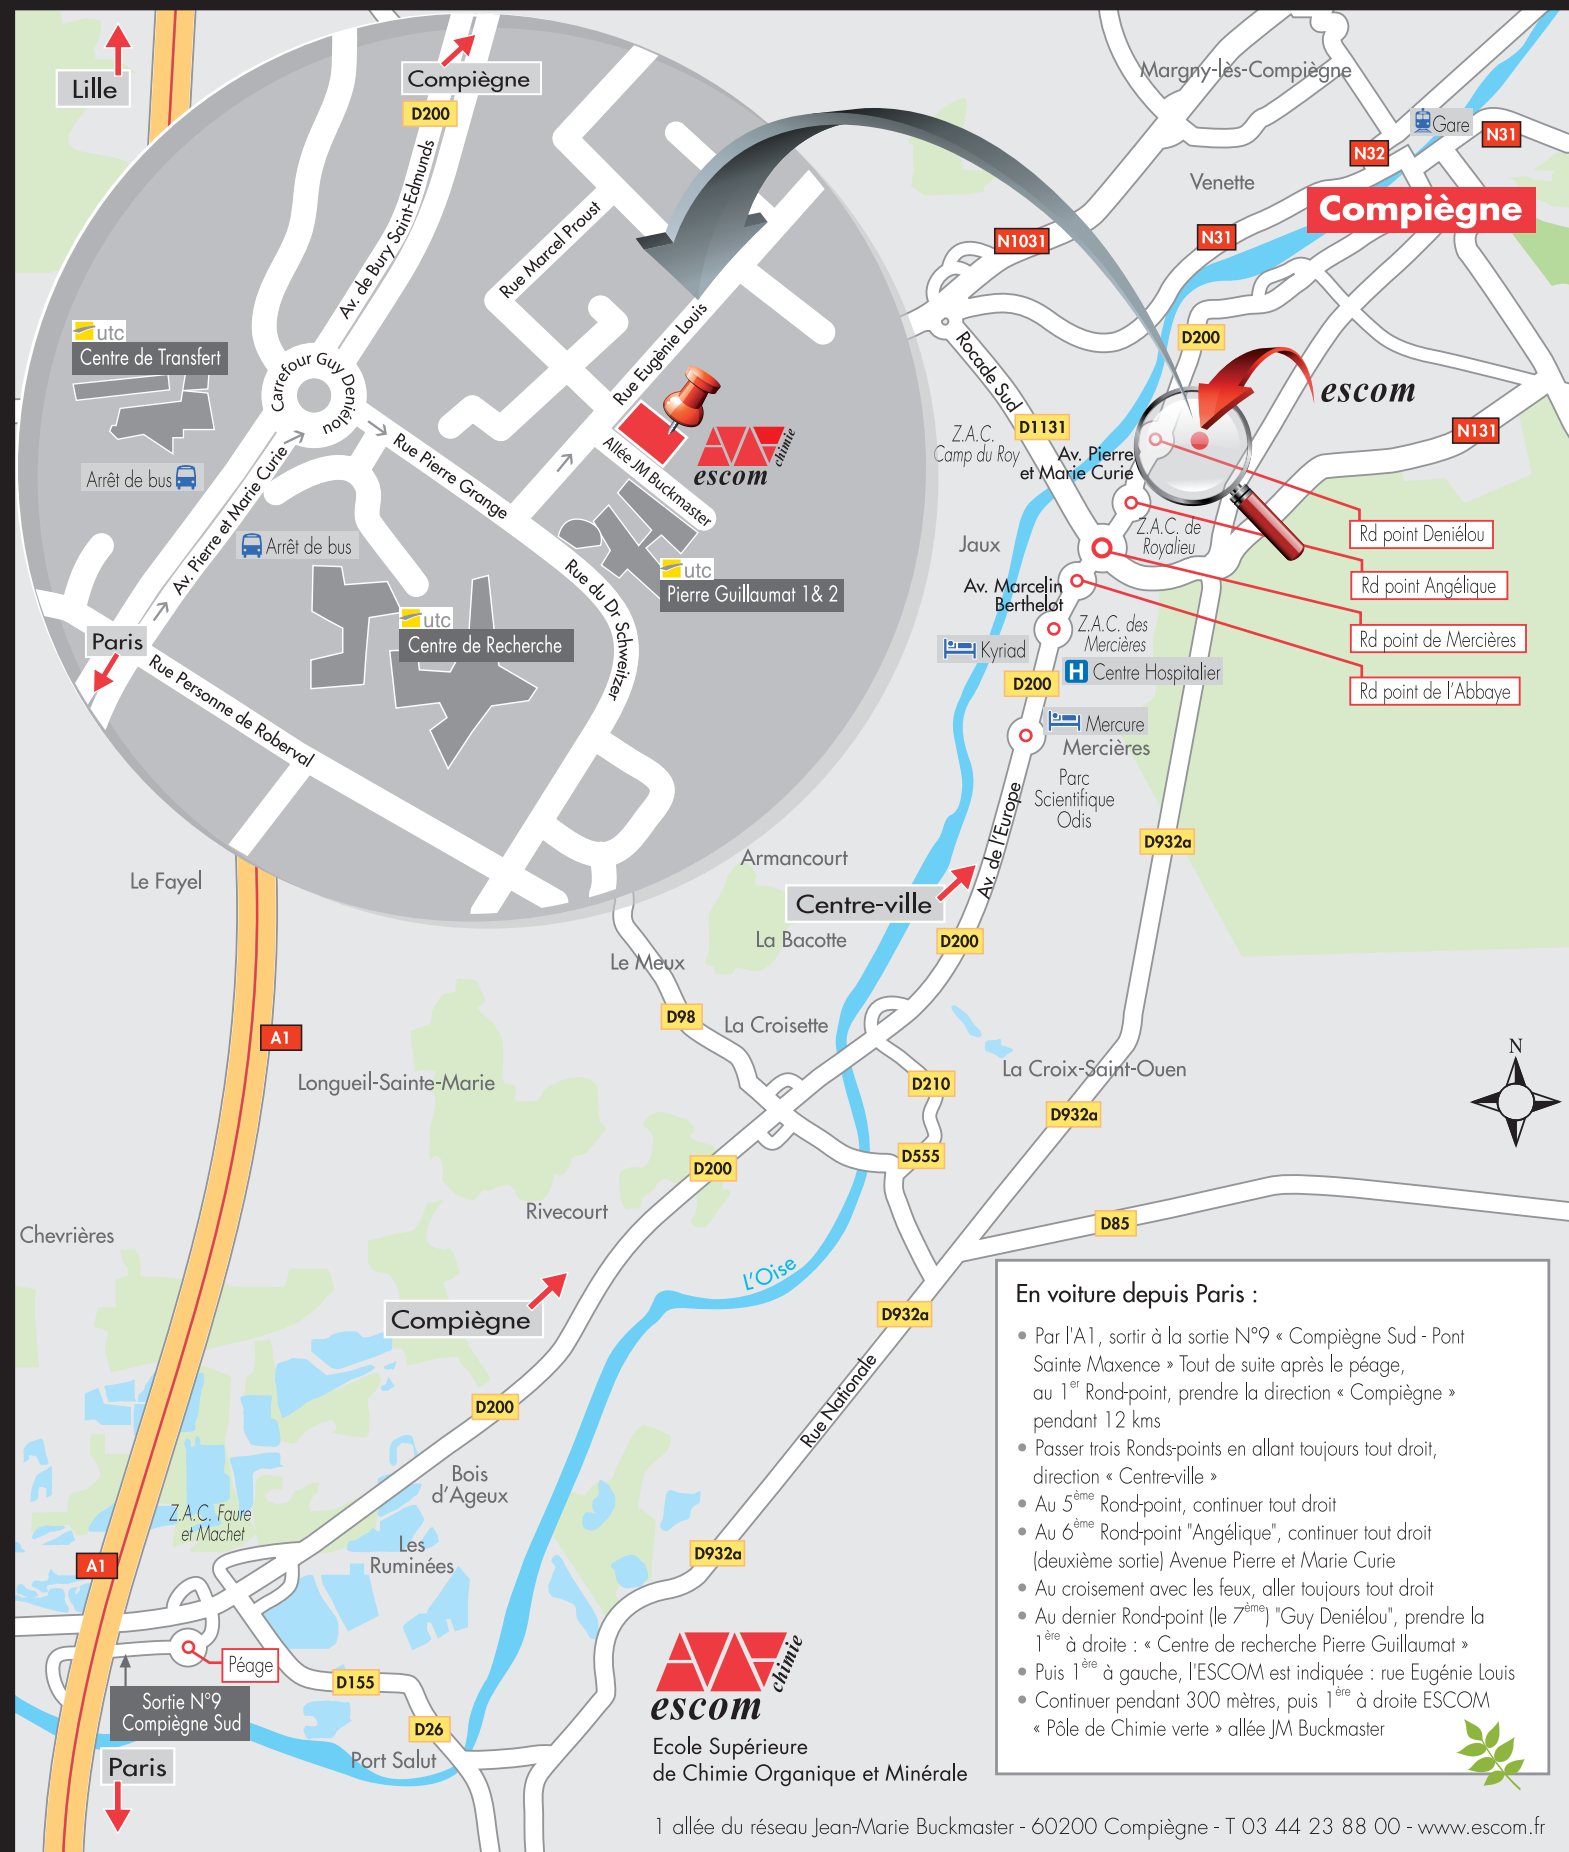 Lille
Compiègne
D200
Av. de Bury Saint-Edmunds
Rue Marcel Proust
Rue Eugènie Louis
utc
Centre de Transfert
Carrefour Guy Deniélou
Arrêt de bus
Av. Pierre et Marie Curie
Rue Pierre Grange
Allée JM Buckmaster
escom
chimie
Arrêt de bus
utc
Pierre Guillaumat 1& 2
Rue du Dr Schweitzer
utc
Centre de Recherche
Paris
Rue Personne de Roberval
Margny-lès-Compiègne
Gare
N31
N32
Venette
Compiègne
N1031
N31
D200
Rocade Sud
escom
D1131
N131
Z.A.C.
Camp du Roy
Av. Pierre
et Marie Curie
Z.A.C. de
Royalieu
Rd point Deniélou
Jaux
Rd point Angélique
Av. Marcelin
Berthelot
Z.A.C. des
Mercières
Rd point de Mercières
Kyriad
H Centre Hospitalier
D200
Rd point de l'Abbaye
Mercure
Mercières
Parc
Scientifique
Odis
Av. de l'Europe
D932a
Armancourt
Le Fayel
Centre-ville
La Bacotte
D200
Le Meux
D98
La Croisette
A1
N
Longueil-Sainte-Marie
La Croix-Saint-Ouen
D210
D932a
D555
D200
Rivecourt
D85
Chevrières
L'Oise
Compiègne
D932a
Rue Nationale
D200
Bois
d'Ageux
Z.A.C. Faure
et Machet
Les
Ruminées
D932a
A1
Péage
D155
Sortie N°9
Compiègne Sud
D26
Port Salut
Paris
En voiture depuis Paris :
• Par l'A1, sortir à la sortie N°9 « Compiègne Sud - Pont
Sainte Maxence » Tout de suite après le péage,
au 1er Rond-point, prendre la direction « Compiègne »
pendant 12 kms
• Passer trois Ronds-points en allant toujours tout droit,
direction « Centre-ville »
• Au 5ème Rond-point, continuer tout droit
• Au 6ème Rond-point "Angélique", continuer tout droit
(deuxième sortie) Avenue Pierre et Marie Curie
• Au croisement avec les feux, aller toujours tout droit
• Au dernier Rond-point (le 7ème) "Guy Deniélou", prendre la
1ère à droite : « Centre de recherche Pierre Guillaumat »
• Puis 1ère à gauche, l'ESCOM est indiquée : rue Eugénie Louis
• Continuer pendant 300 mètres, puis 1ère à droite ESCOM
« Pôle de Chimie verte » allée JM Buckmaster
escom
chimie
Ecole Supérieure
de Chimie Organique et Minérale
1 allée du réseau Jean-Marie Buckmaster - 60200 Compiègne - T 03 44 23 88 00 - www.escom.fr